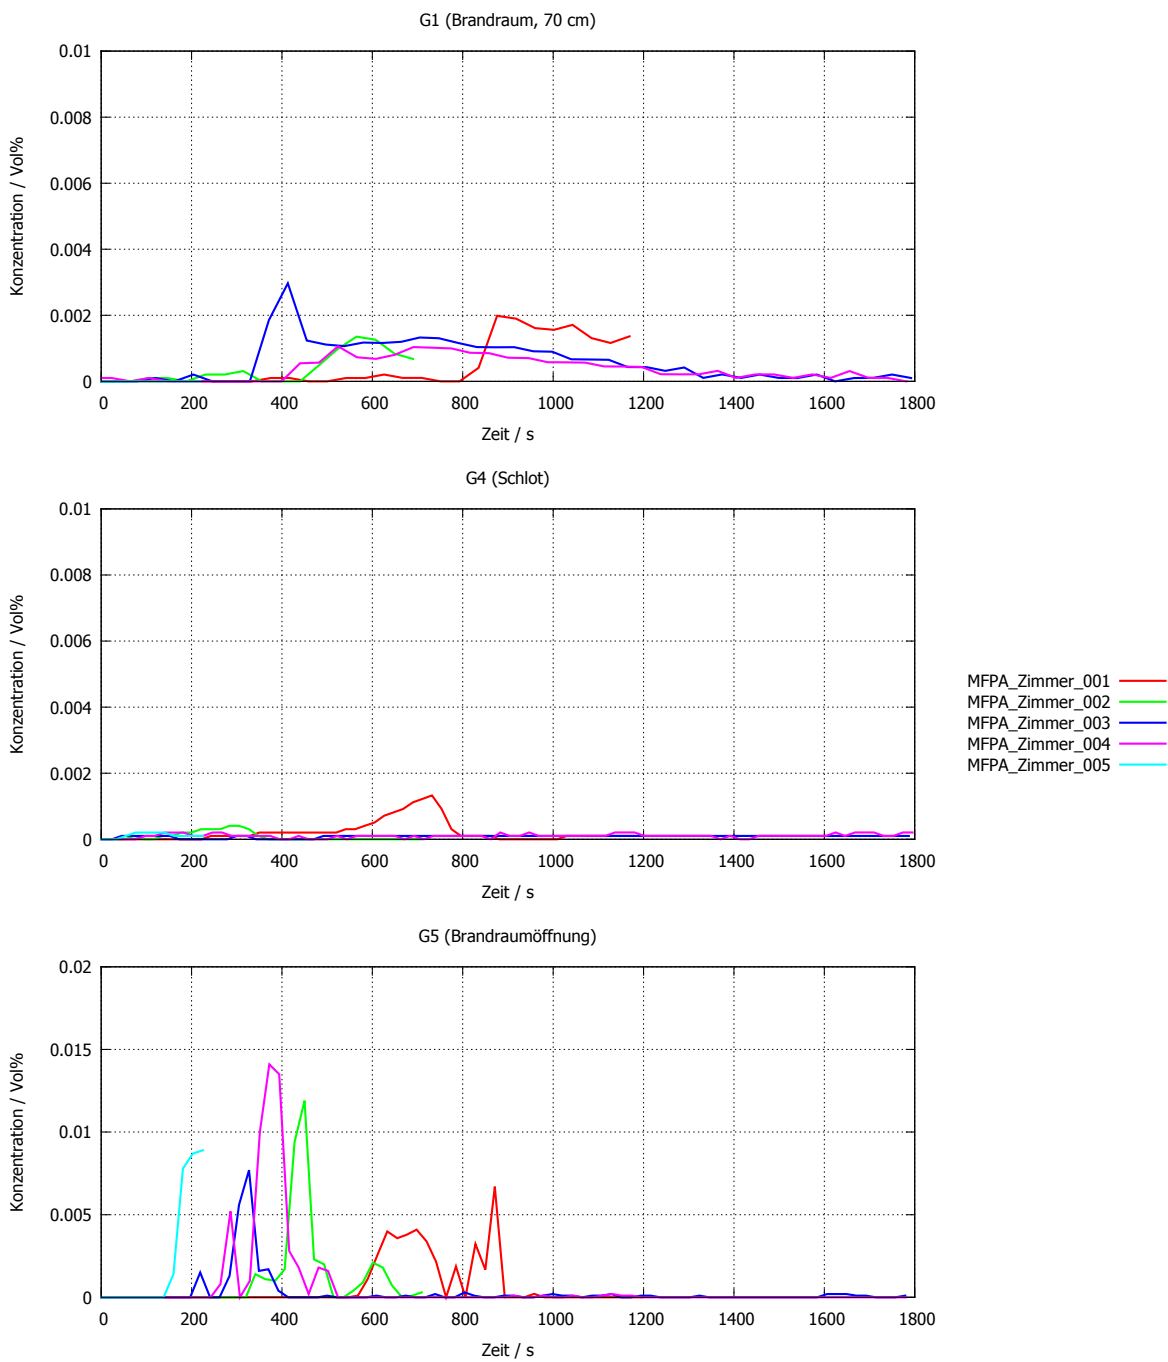 G1 (Brandraum, 70 cm)
0.01
0.008
0.006
0.004
0.002
0
Konzentration / Vol%
0 200 400 600 800 1000 1200 1400 1600 1800
Zeit / s
G4 (Schlot)
0.01
0.008
0.006
0.004
0.002
0
Konzentration / Vol%
0 200 400 600 800 1000 1200 1400 1600 1800
Zeit / s
MFPA_Zimmer_001
MFPA_Zimmer_002
MFPA_Zimmer_003
MFPA_Zimmer_004
MFPA_Zimmer_005
G5 (Brandraumöffnung)
0.02
0.015
0.01
0.005
0
Konzentration / Vol%
0 200 400 600 800 1000 1200 1400 1600 1800
Zeit / s